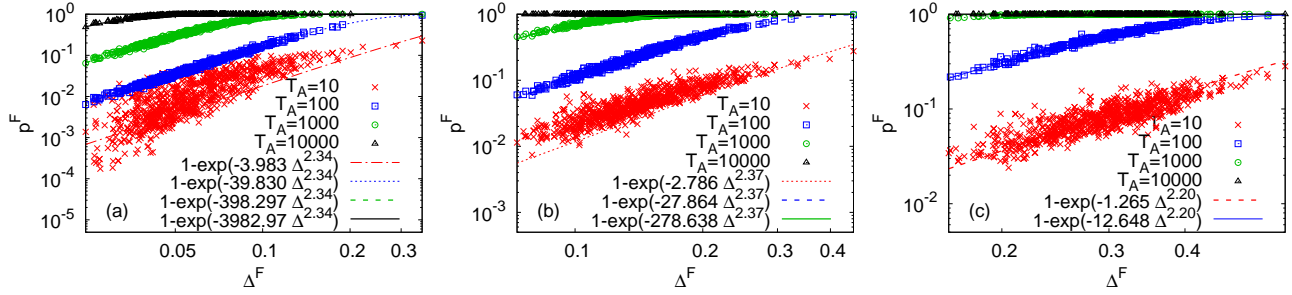 10^0
10^-1
10^-2
10^-3
10^-4
10^-5
p^F
T_A=10
T_A=100
T_A=1000
T_A=10000
1-exp(-3.983 Δ^2.34)
1-exp(-39.830 Δ^2.34)
1-exp(-398.297 Δ^2.34)
1-exp(-3982.97 Δ^2.34)
(a)
0.05 0.1 0.2 0.3
Δ^F
10^0
10^-1
10^-2
10^-3
p^F
T_A=10
T_A=100
T_A=1000
T_A=10000
1-exp(-2.786 Δ^2.37)
1-exp(-27.864 Δ^2.37)
1-exp(-278.638 Δ^2.37)
(b)
0.1 0.2 0.3 0.4
Δ^F
10^0
10^-1
10^-2
p^F
T_A=10
T_A=100
T_A=1000
T_A=10000
1-exp(-1.265 Δ^2.20)
1-exp(-12.648 Δ^2.20)
(c)
0.2 0.4
Δ^F